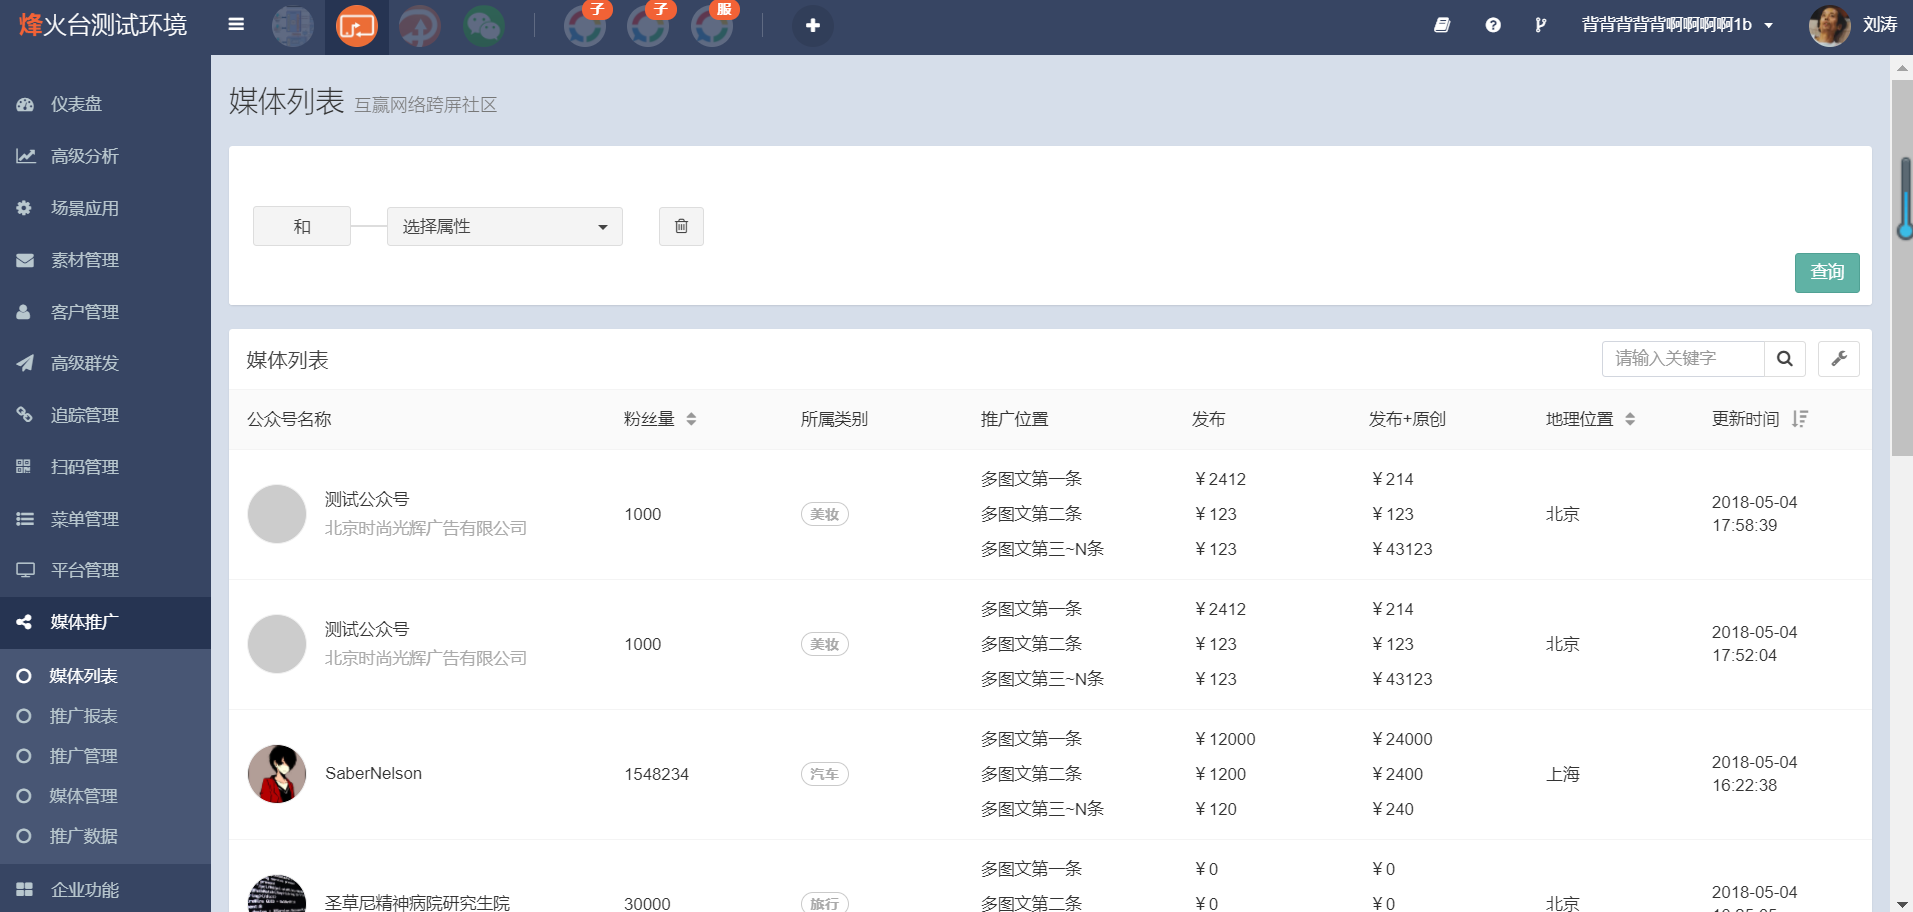 烽火台测试环境
子
子
服
背背背背背啊啊啊啊1b
刘涛
仪表盘
高级分析
场景应用
素材管理
客户管理
高级群发
追踪管理
扫码管理
菜单管理
平台管理
媒体推广
媒体列表
推广报表
推广管理
媒体管理
推广数据
企业功能
媒体列表 互赢网络跨屏社区
和 选择属性
查询
媒体列表 请输入关键字
公众号名称 粉丝量 所属类别 推广位置 发布 发布+原创 地理位置 更新时间
测试公众号
北京时尚光辉广告有限公司
1000
美妆
多图文第一条 ￥2412 ￥214
多图文第二条 ￥123 ￥123
多图文第三~N条 ￥123 ￥43123
北京
2018-05-04
17:58:39
测试公众号
北京时尚光辉广告有限公司
1000
美妆
多图文第一条 ￥2412 ￥214
多图文第二条 ￥123 ￥123
多图文第三~N条 ￥123 ￥43123
北京
2018-05-04
17:52:04
SaberNelson
1548234
汽车
多图文第一条 ￥12000 ￥24000
多图文第二条 ￥1200 ￥2400
多图文第三~N条 ￥120 ￥240
上海
2018-05-04
16:22:38
圣草尼精神病院研究生院
30000
旅行
多图文第一条 ￥0 ￥0
多图文第二条 ￥0 ￥0
北京
2018-05-04